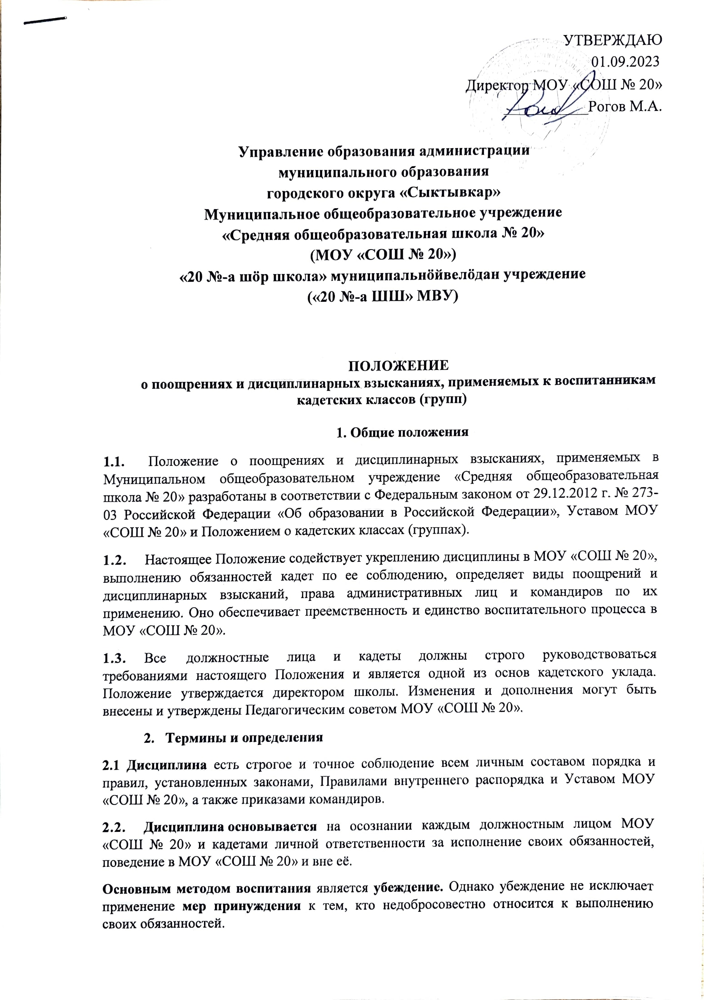 УТВЕРЖДАЮ
01.09.2023
Директор МОУ «СОШ № 20»
Рогов М.А.
Управление образования администрации
муниципального образования
городского округа «Сыктывкар»
Муниципальное общеобразовательное учреждение
«Средняя общеобразовательная школа № 20»
(МОУ «СОШ № 20»)
«20 №-а шӧр школа» муниципальнӧйвелӧдан учреждение
(«20 №-а ШШ» МВУ)
ПОЛОЖЕНИЕ
о поощрениях и дисциплинарных взысканиях, применяемых к воспитанникам
кадетских классов (групп)
1. Общие положения
1.1. Положение о поощрениях и дисциплинарных взысканиях, применяемых в
Муниципальном общеобразовательном учреждение «Средняя общеобразовательная
школа № 20» разработаны в соответствии с Федеральным законом от 29.12.2012 г. № 273-
03 Российской Федерации «Об образовании в Российской Федерации», Уставом МОУ
«СОШ № 20» и Положением о кадетских классах (группах).
1.2. Настоящее Положение содействует укреплению дисциплины в МОУ «СОШ № 20»,
выполнению обязанностей кадет по ее соблюдению, определяет виды поощрений и
дисциплинарных взысканий, права административных лиц и командиров по их
применению. Оно обеспечивает преемственность и единство воспитательного процесса в
МОУ «СОШ № 20».
1.3. Все должностные лица и кадеты должны строго руководствоваться
требованиями настоящего Положения и является одной из основ кадетского уклада.
Положение утверждается директором школы. Изменения и дополнения могут быть
внесены и утверждены Педагогическим советом МОУ «СОШ № 20».
2. Термины и определения
2.1 Дисциплина есть строгое и точное соблюдение всем личным составом порядка и
правил, установленных законами, Правилами внутреннего распорядка и Уставом МОУ
«СОШ № 20», а также приказами командиров.
2.2. Дисциплина основывается на осознании каждым должностным лицом МОУ
«СОШ № 20» и кадетами личной ответственности за исполнение своих обязанностей,
поведение в МОУ «СОШ № 20» и вне её.
Основным методом воспитания является убеждение. Однако убеждение не исключает
применение мер принуждения к тем, кто недобросовестно относится к выполнению
своих обязанностей.